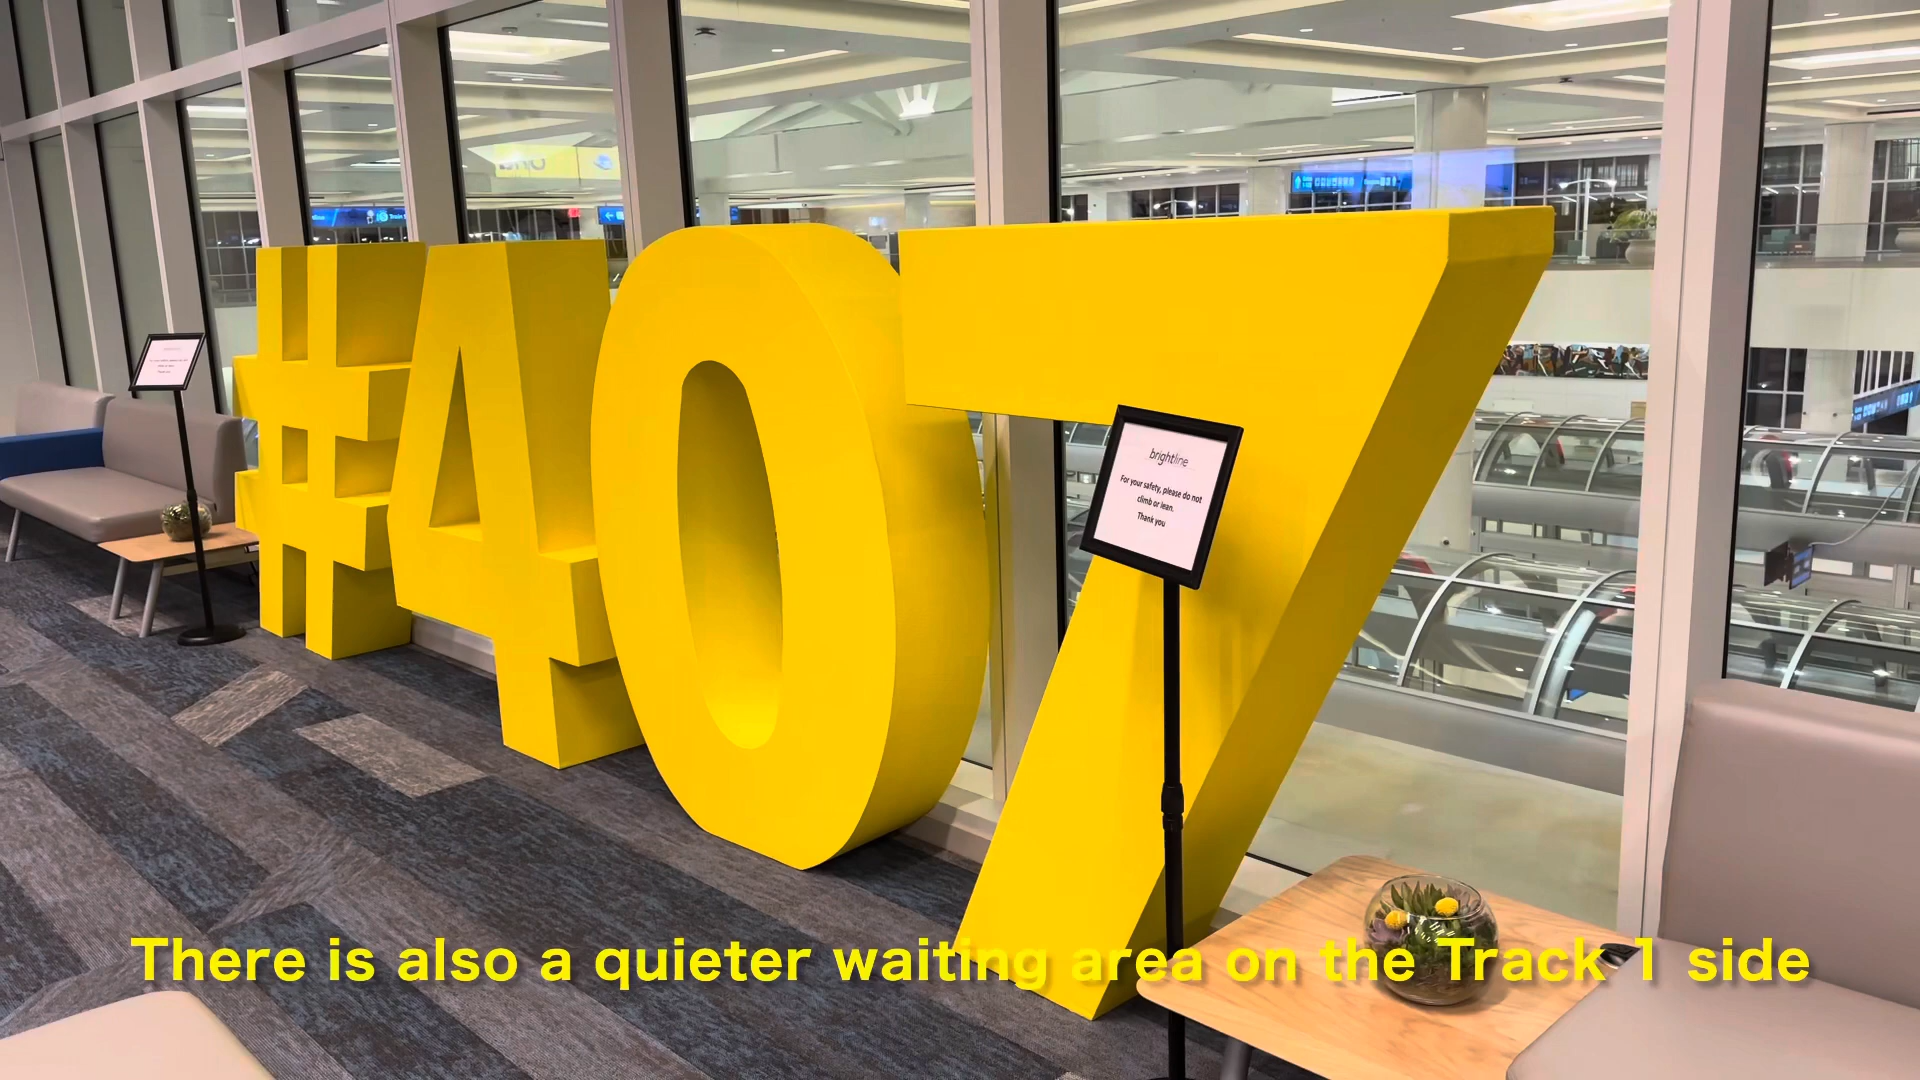 #407
brightline
For your safety, please do not
climb or lean.
Thank you
There is also a quieter waiting area on the Track 1 side